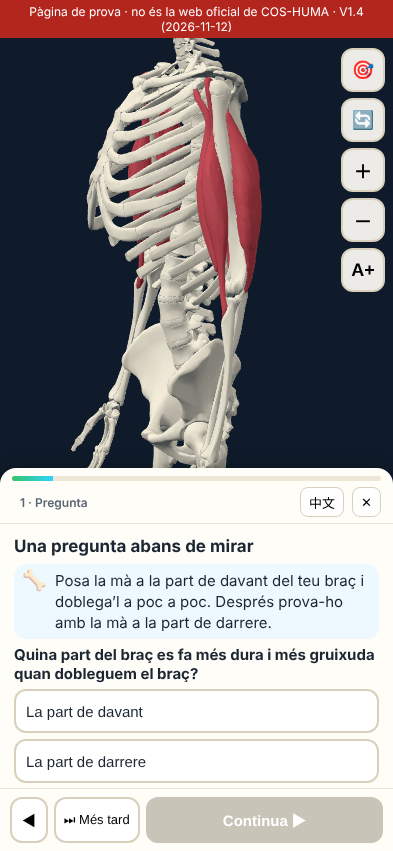 Pàgina de prova · no és la web oficial de COS-HUMA · V1.4
(2026-11-12)
+
−
A+
1 · Pregunta
中文
✕
Una pregunta abans de mirar
Posa la mà a la part de davant del teu braç i
doblega’l a poc a poc. Després prova-ho
amb la mà a la part de darrere.
Quina part del braç es fa més dura i més gruixuda
quan dobleguem el braç?
La part de davant
La part de darrere
◀
⏭ Més tard
Continua ▶